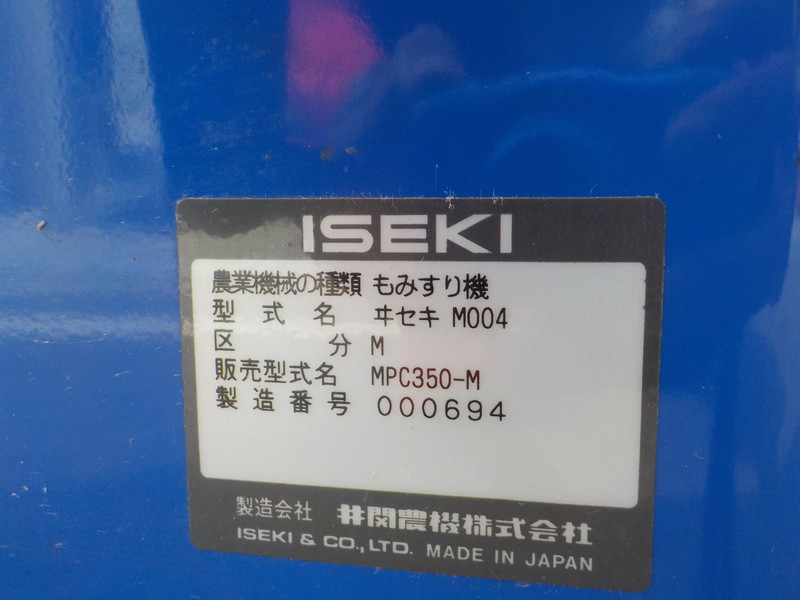 ISEKI
農業機械の種類 もみすり機
型式名 ヰセキ M004
区分 M
販売型式名 MPC350-M
製造番号 000694
製造会社 井関農機株式会社
ISEKI & CO.,LTD. MADE IN JAPAN